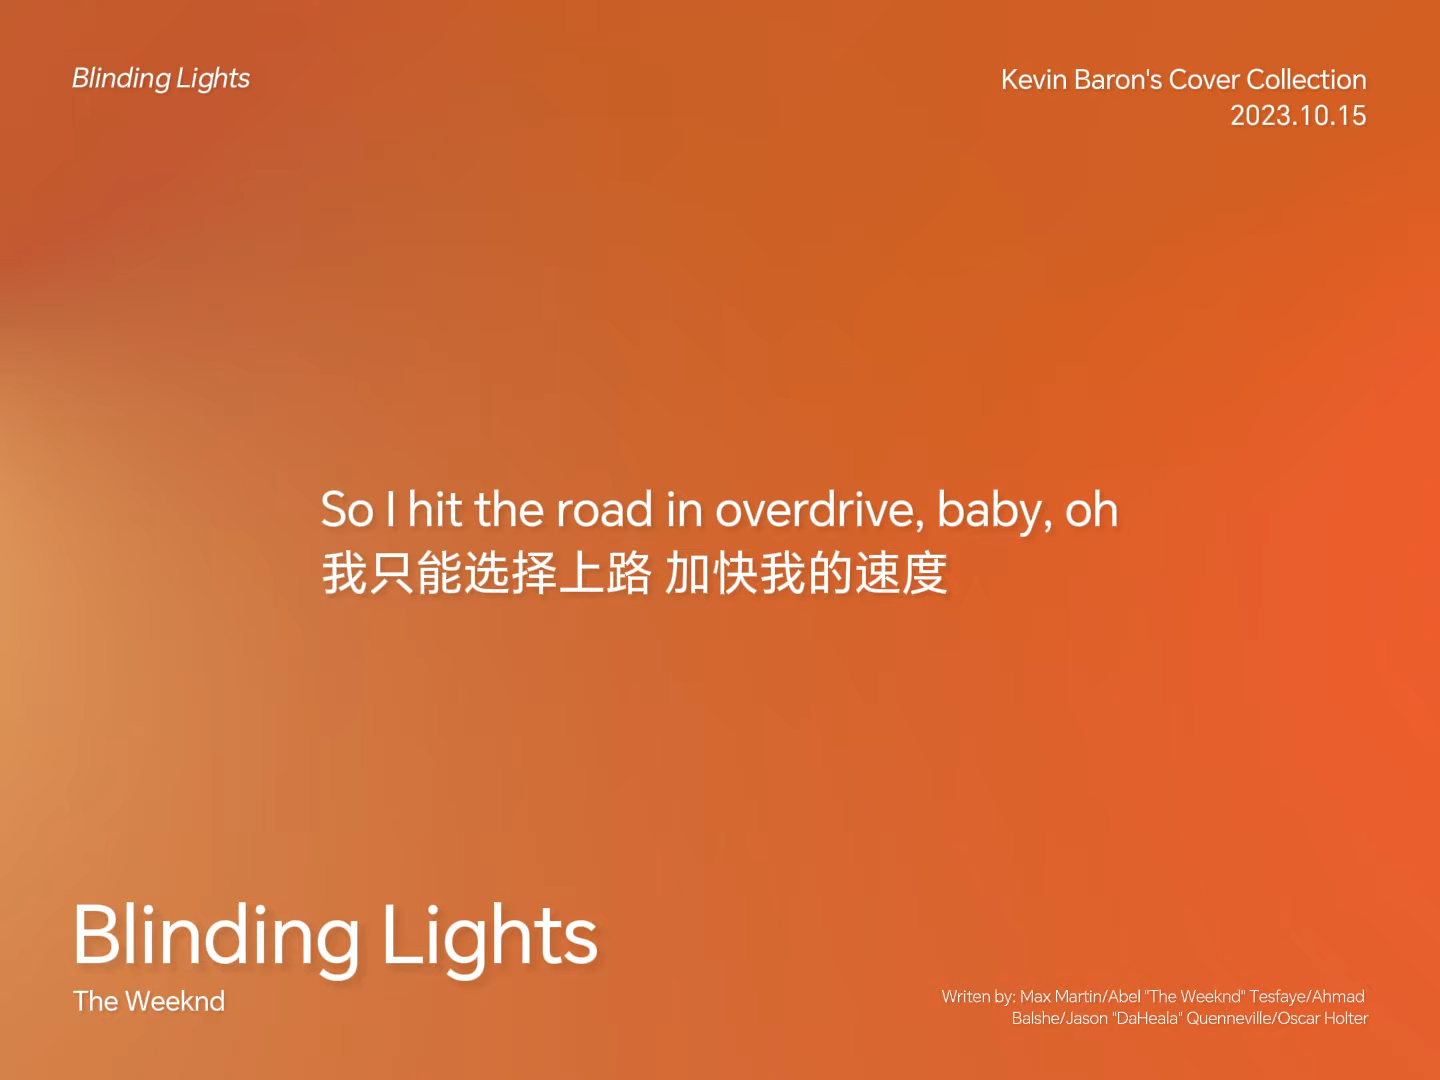 Blinding Lights
Kevin Baron's Cover Collection
2023.10.15
So I hit the road in overdrive, baby, oh
我只能选择上路 加快我的速度
Blinding Lights
The Weeknd
Writen by: Max Martin/Abel "The Weeknd" Tesfaye/Ahmad
Balshe/Jason "DaHeala" Quenneville/Oscar Holter